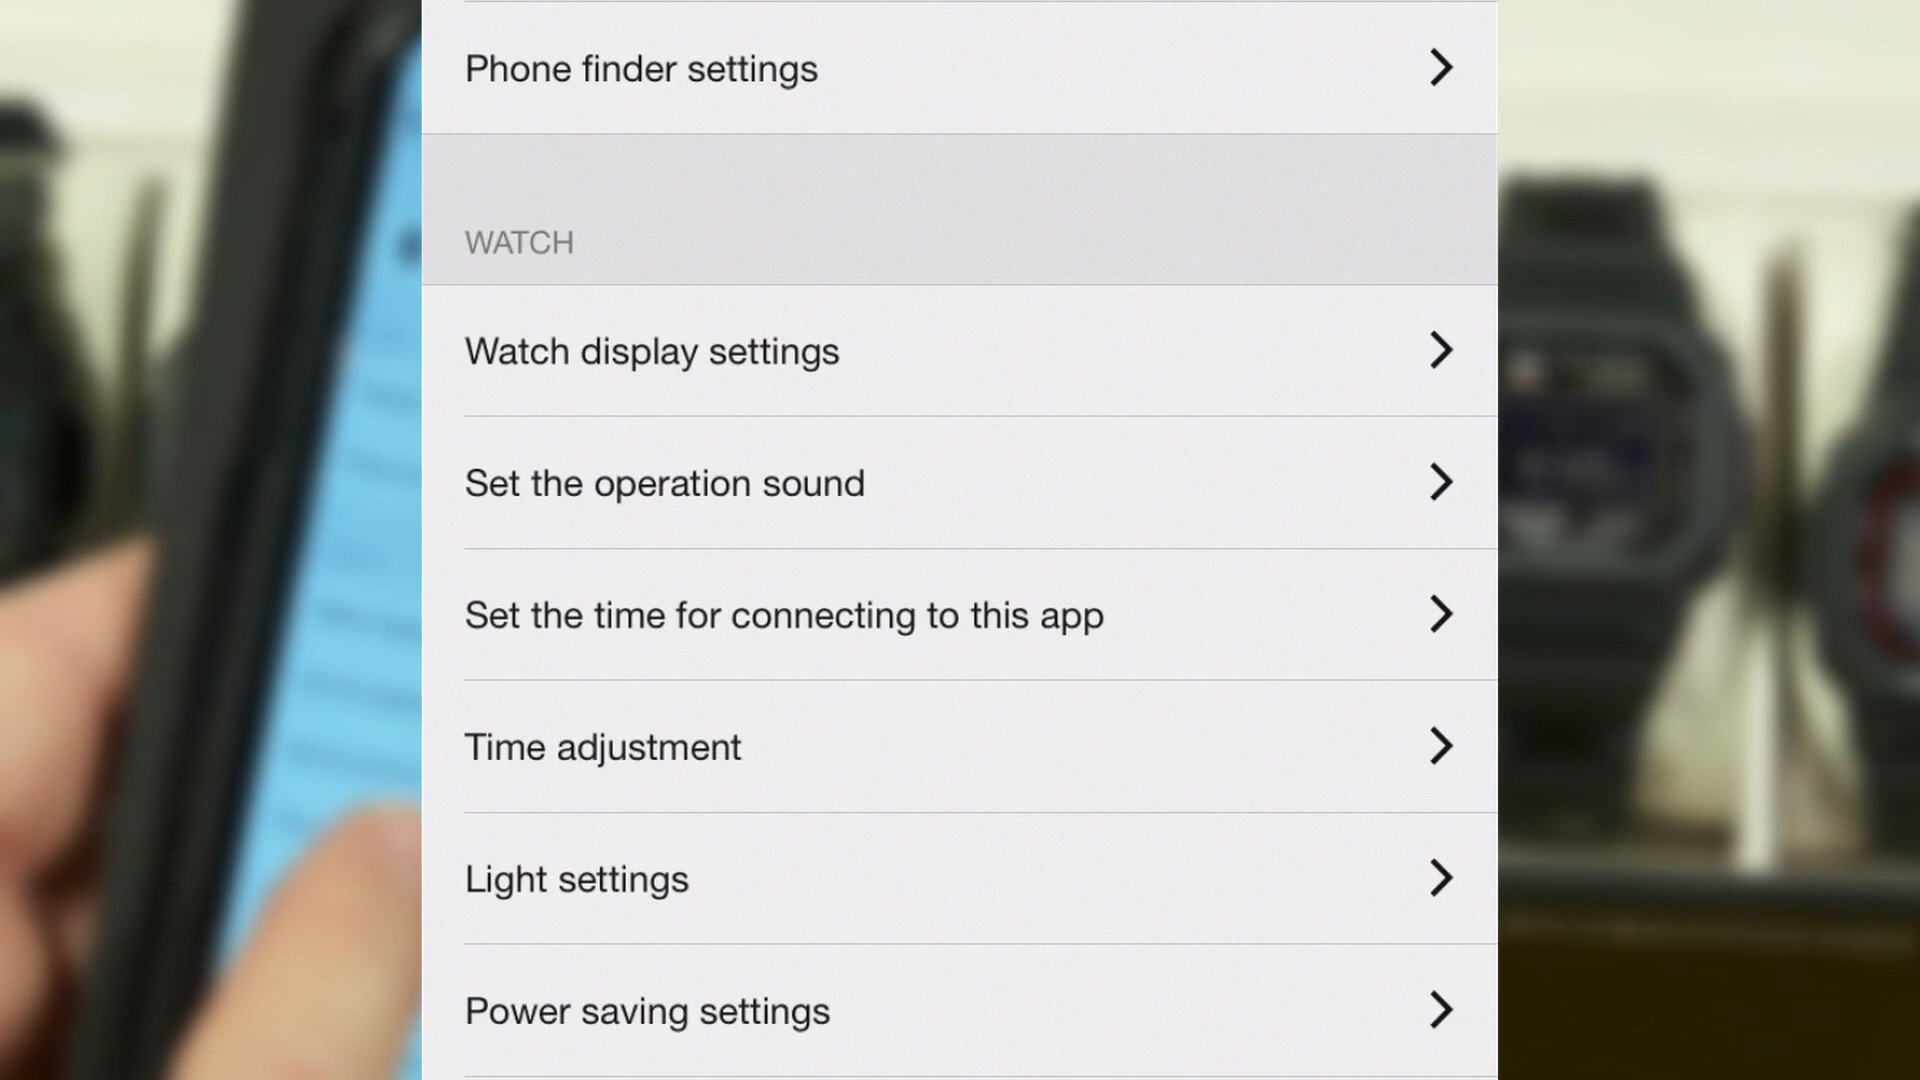 Phone finder settings
WATCH
Watch display settings
Set the operation sound
Set the time for connecting to this app
Time adjustment
Light settings
Power saving settings